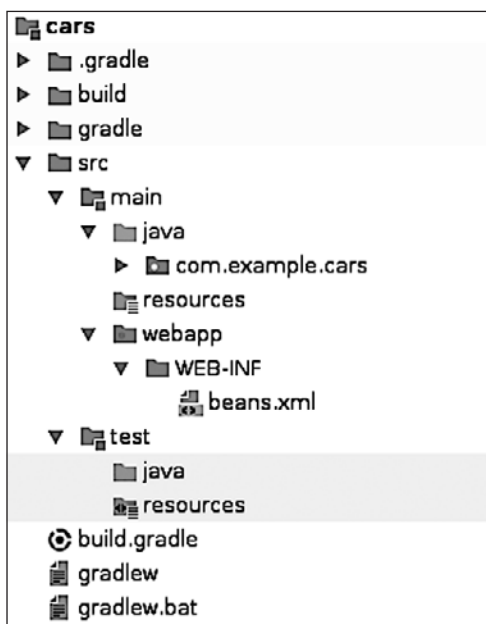 cars
.gradle
build
gradle
src
main
java
com.example.cars
resources
webapp
WEB-INF
beans.xml
test
java
resources
build.gradle
gradlew
gradlew.bat